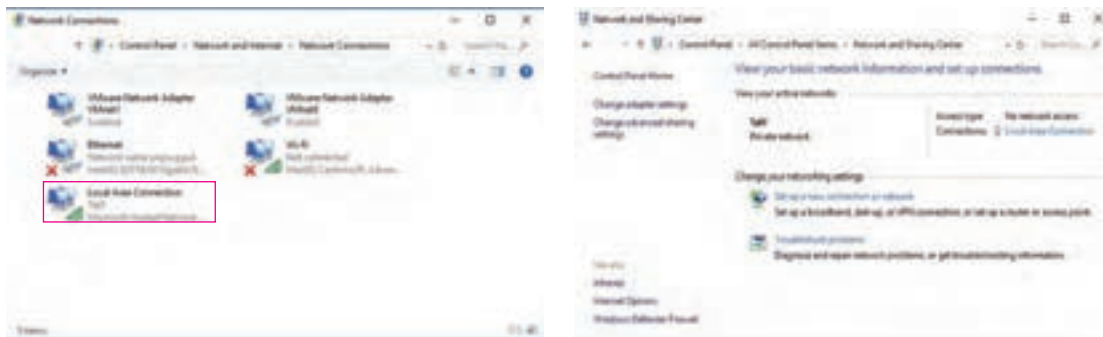 Network Connections
Control Panel › Network and Internet › Network Connections
Organize
VMware Network Adapter
VMnet1
Enabled
VMware Network Adapter
VMnet8
Enabled
Ethernet
Network cable unplugged
Wi-Fi
Not connected
Local Area Connection
5 items
Network and Sharing Center
Control Panel › All Control Panel Items › Network and Sharing Center
Control Panel Home
Change adapter settings
Change advanced sharing
settings
View your basic network information and set up connections
View your active networks
Private network
Access type: No network access
Connections: Local Area Connection
Change your networking settings
Set up a new connection or network
Set up a broadband, dial-up, or VPN connection; or set up a router or access point.
Troubleshoot problems
Diagnose and repair network problems, or get troubleshooting information.
See also
Infrared
Internet Options
Windows Defender Firewall